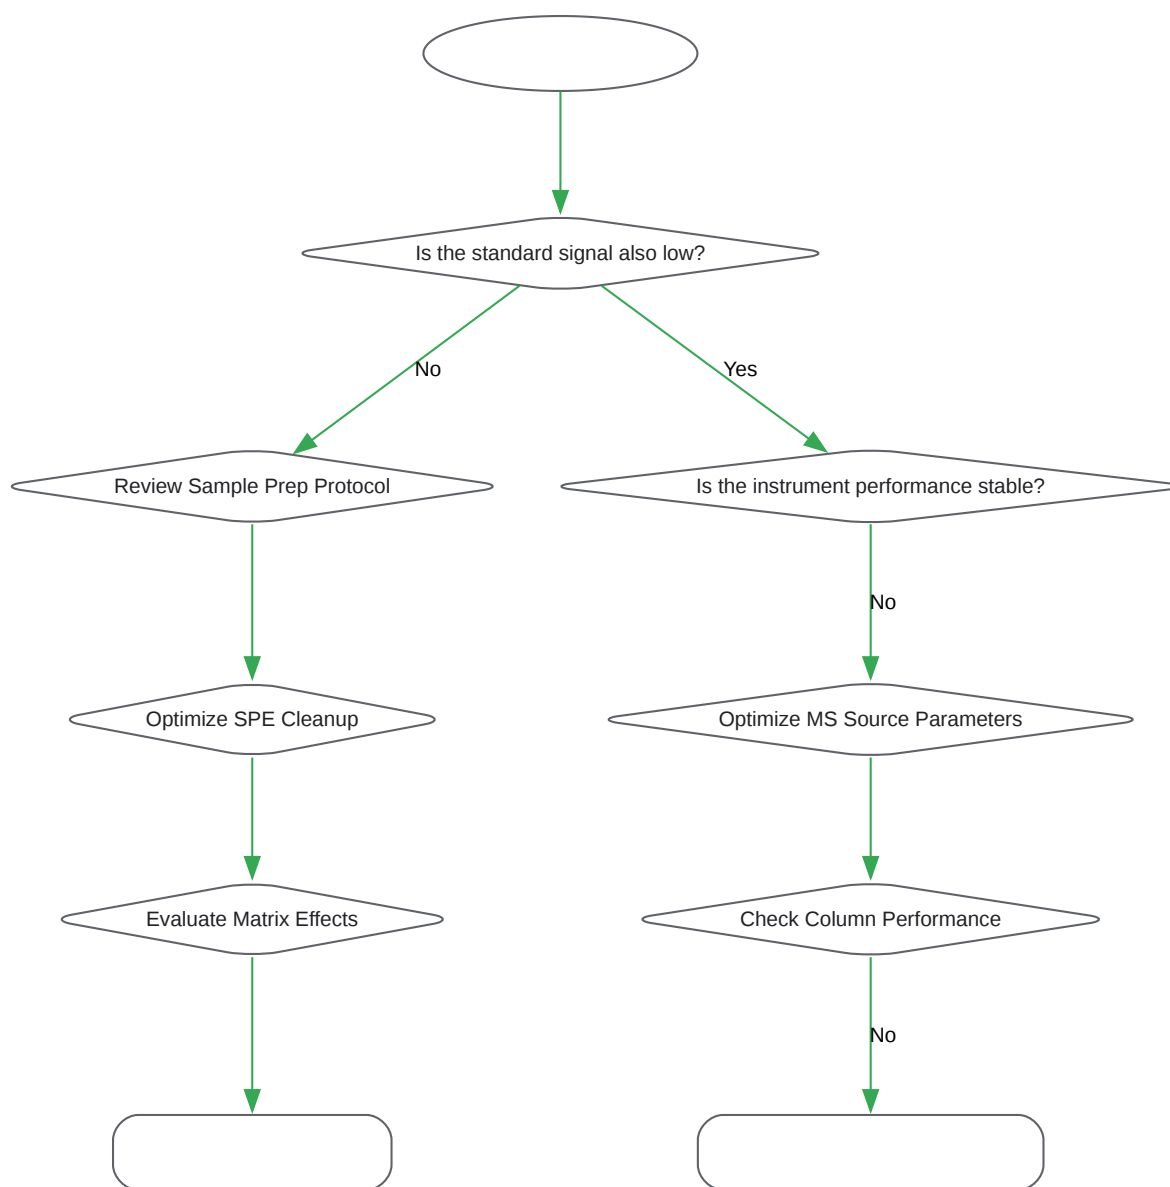 Is the standard signal also low?
No
Yes
Review Sample Prep Protocol
Is the instrument performance stable?
No
Optimize SPE Cleanup
Optimize MS Source Parameters
Evaluate Matrix Effects
Check Column Performance
No